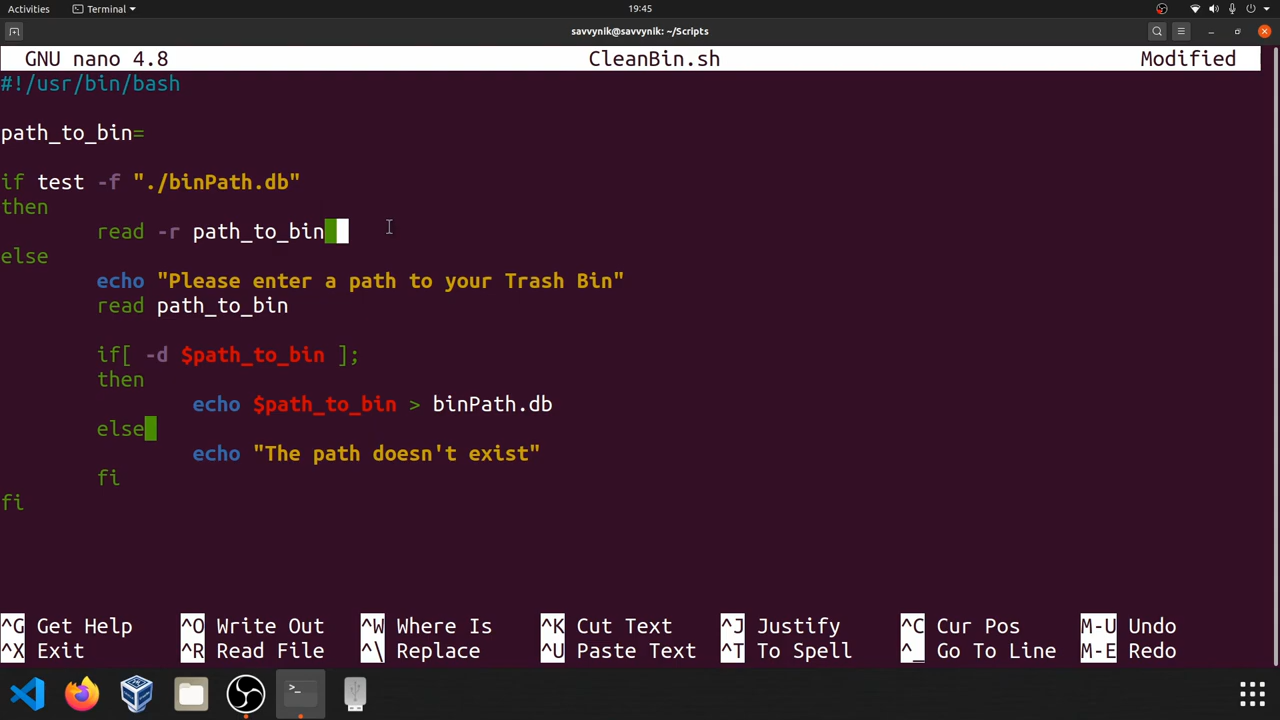 Activities
Terminal
19:45
savvynik@savvynik: ~/Scripts
GNU nano 4.8 CleanBin.sh Modified
#!/usr/bin/bash
path_to_bin=
if test -f "./binPath.db"
then
read -r path_to_bin
else
echo "Please enter a path to your Trash Bin"
read path_to_bin
if[ -d $path_to_bin ];
then
echo $path_to_bin > binPath.db
else
echo "The path doesn't exist"
fi
fi
^G Get Help ^O Write Out ^W Where Is ^K Cut Text ^J Justify ^C Cur Pos M-U Undo
^X Exit ^R Read File ^\ Replace ^U Paste Text ^T To Spell ^_ Go To Line M-E Redo